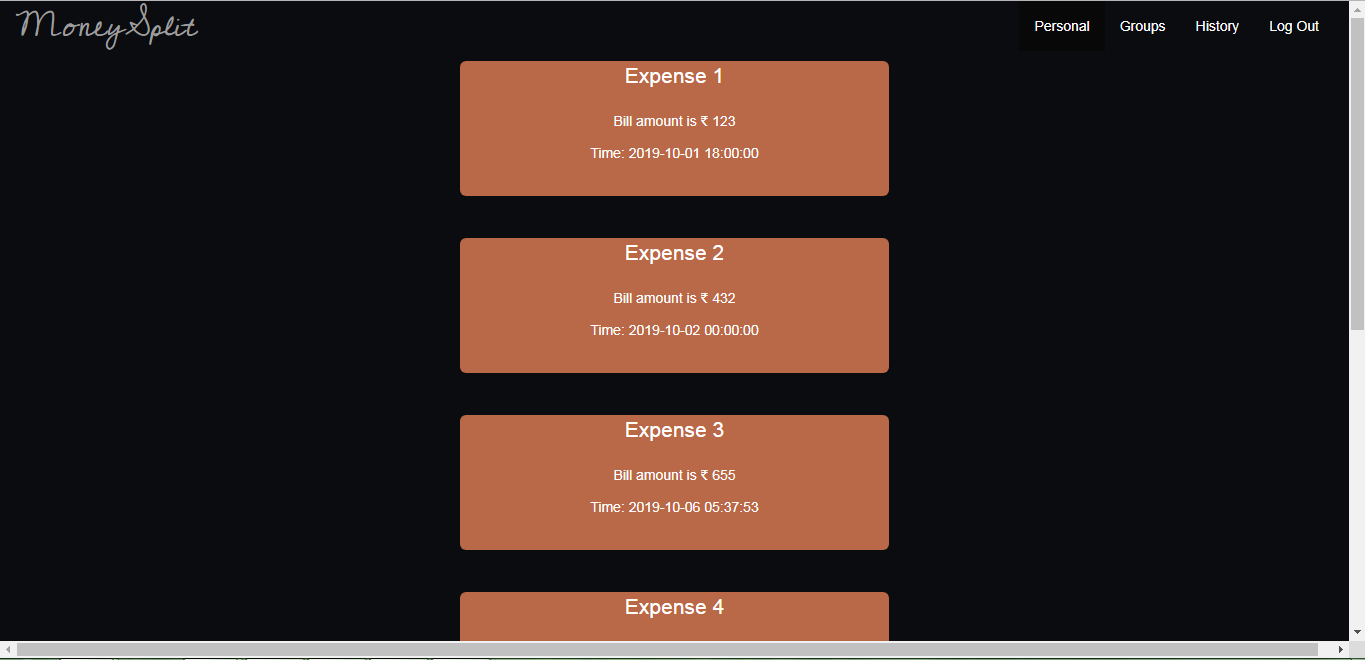 MoneySplit
Personal Groups History Log Out
Expense 1
Bill amount is ₹ 123
Time: 2019-10-01 18:00:00
Expense 2
Bill amount is ₹ 432
Time: 2019-10-02 00:00:00
Expense 3
Bill amount is ₹ 655
Time: 2019-10-06 05:37:53
Expense 4